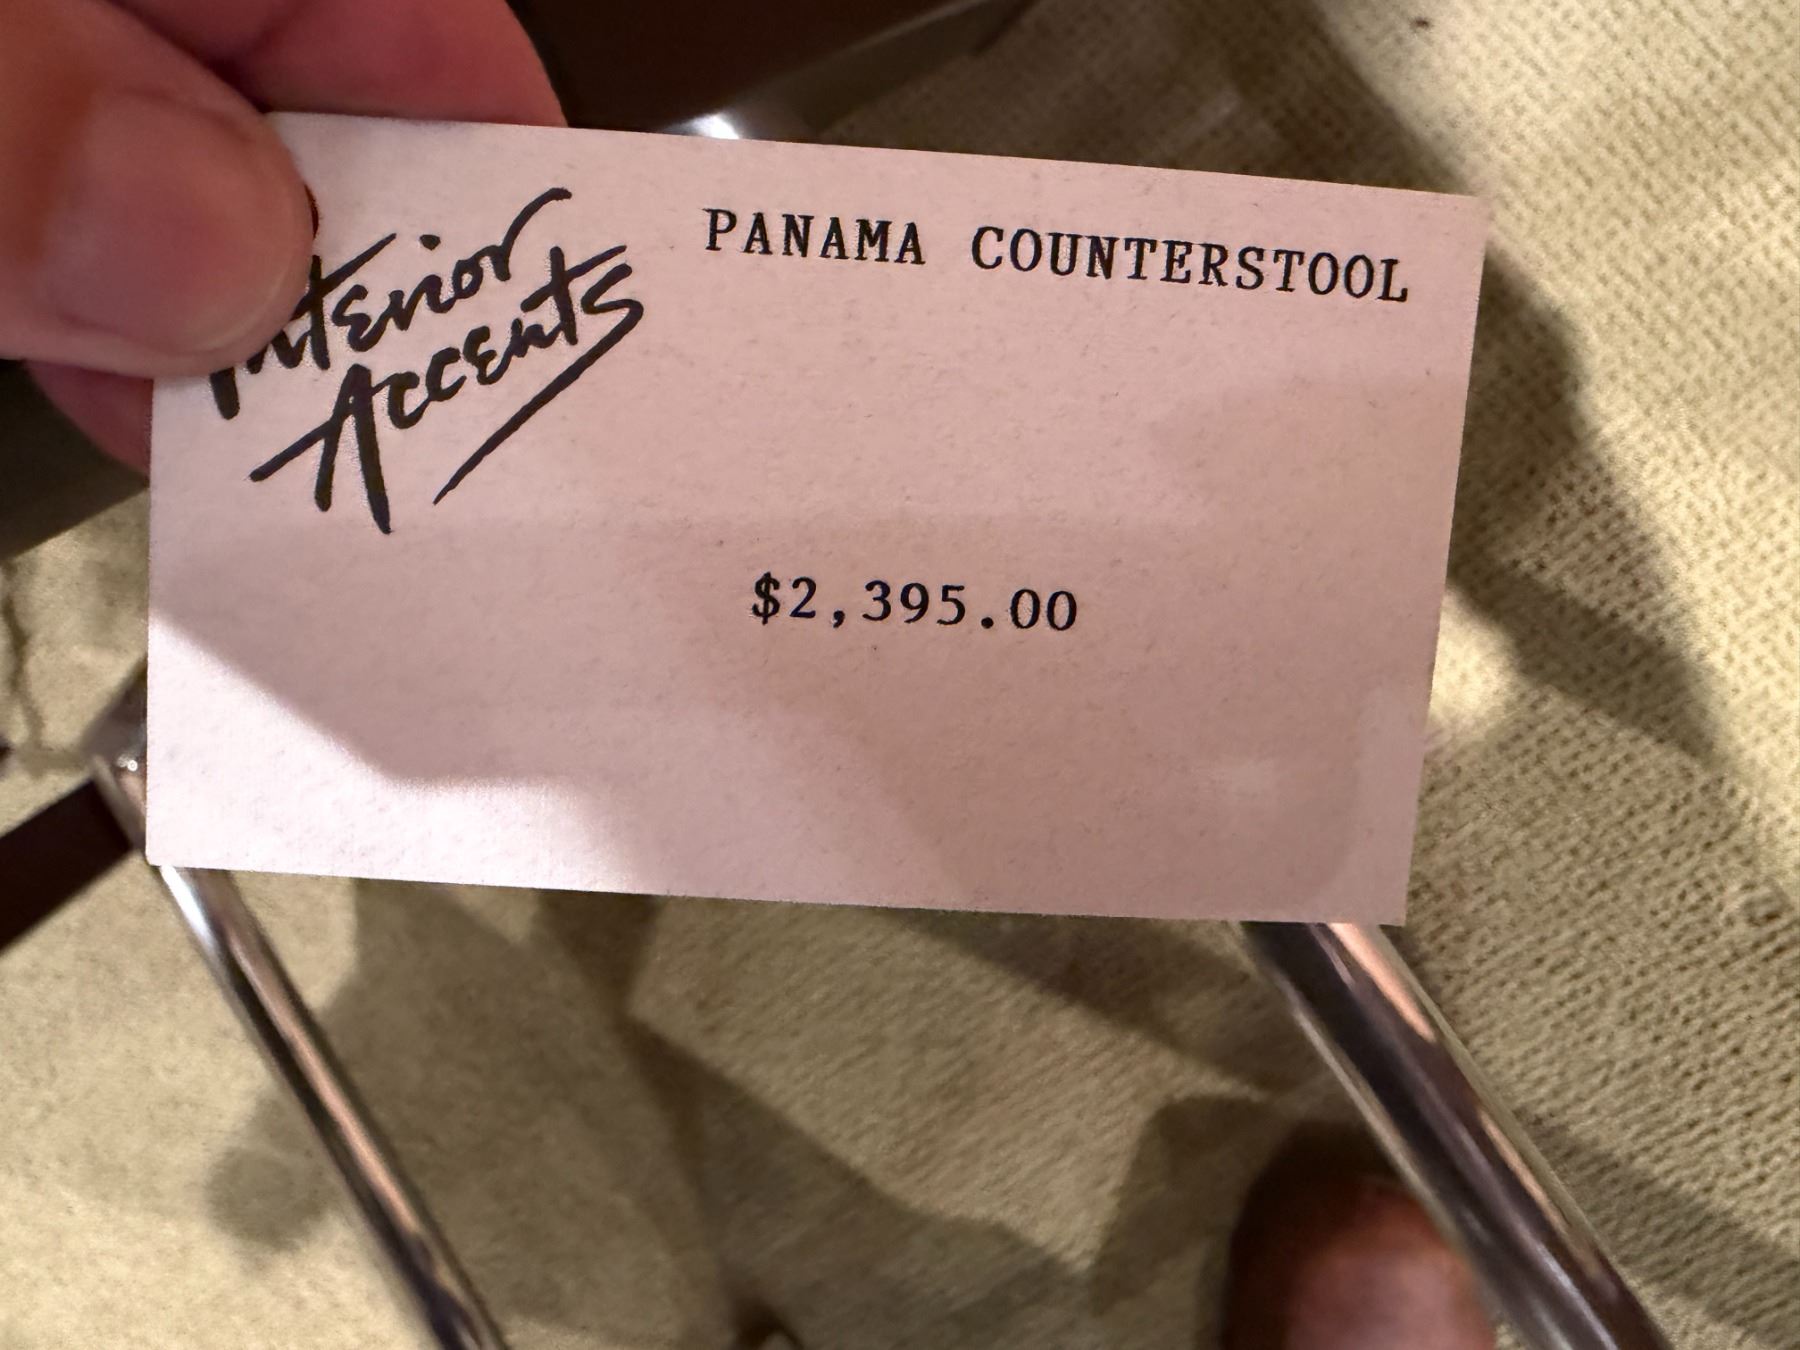 Interior
Accents
PANAMA COUNTERSTOOL
$2,395.00